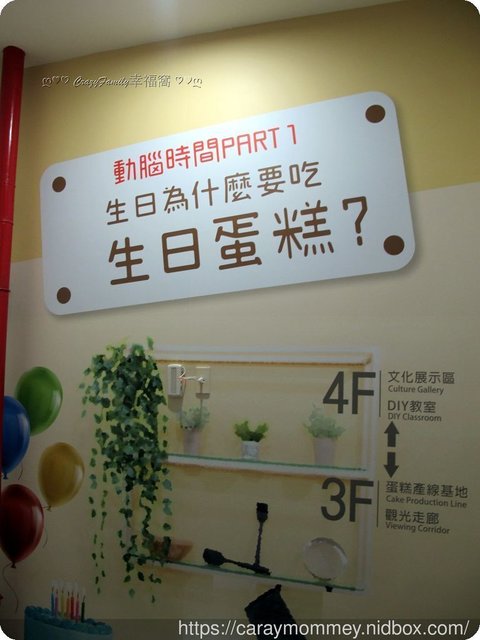 CrazyFamily幸福窩
動腦時間PART 1
生日為什麼要吃
生日蛋糕?
4F
文化展示區
Culture Gallery
DIY教室
DIY Classroom
3F
蛋糕產線基地
Cake Production Line
觀光走廊
Viewing Corridor
https://caraymommey.nidbox.com/